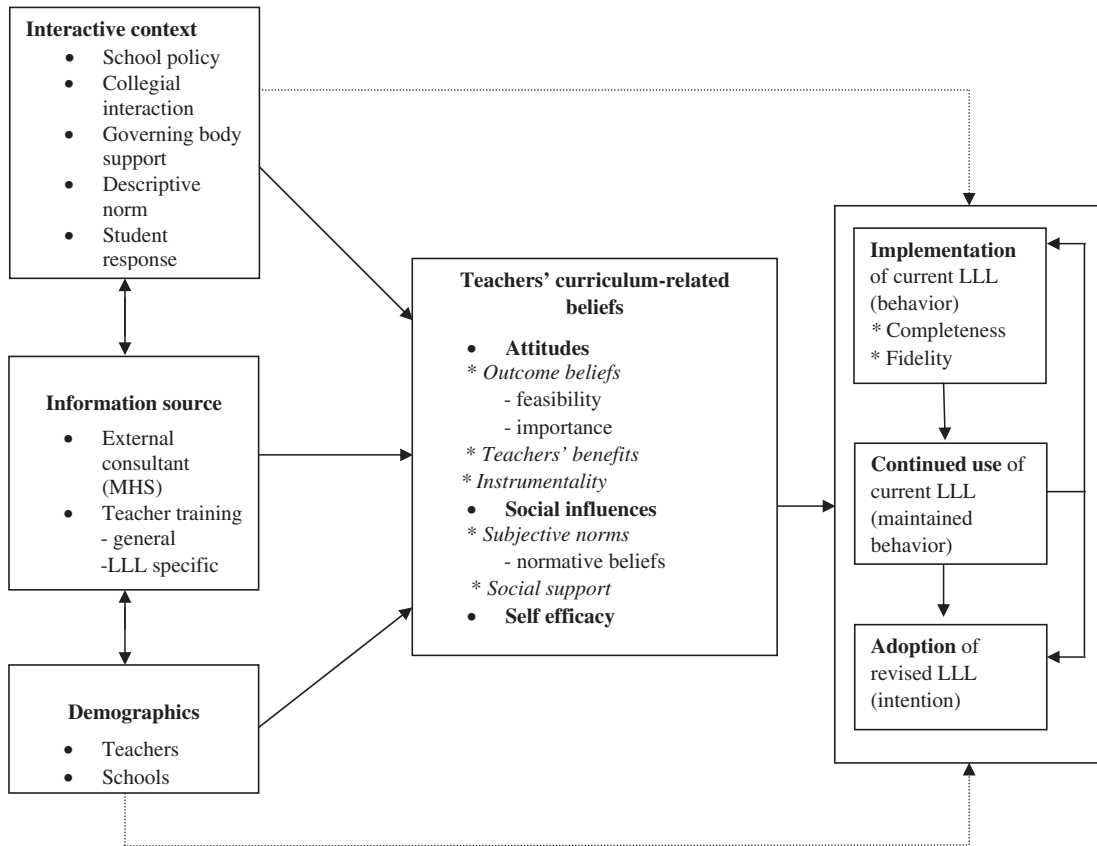 Interactive context
• School policy
• Collegial
interaction
• Governing body
support
• Descriptive
norm
• Student
response
Information source
• External
consultant
(MHS)
• Teacher training
- general
-LLL specific
Demographics
• Teachers
• Schools
Teachers’ curriculum-related
beliefs
• Attitudes
* Outcome beliefs
- feasibility
- importance
* Teachers’ benefits
* Instrumentality
• Social influences
* Subjective norms
- normative beliefs
* Social support
• Self efficacy
Implementation
of current LLL
(behavior)
* Completeness
* Fidelity
Continued use of
current LLL
(maintained
behavior)
Adoption of
revised LLL
(intention)